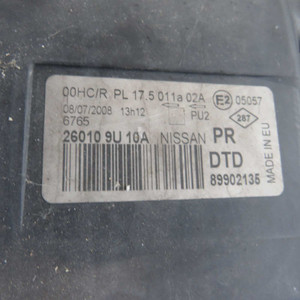 00HC/R PL 17.5 011a 02A E2 05057
08/07/2008 13h12 PU2 267
6765
26010 9U 10A NISSAN PR
DTD
89902135
MADE IN EU